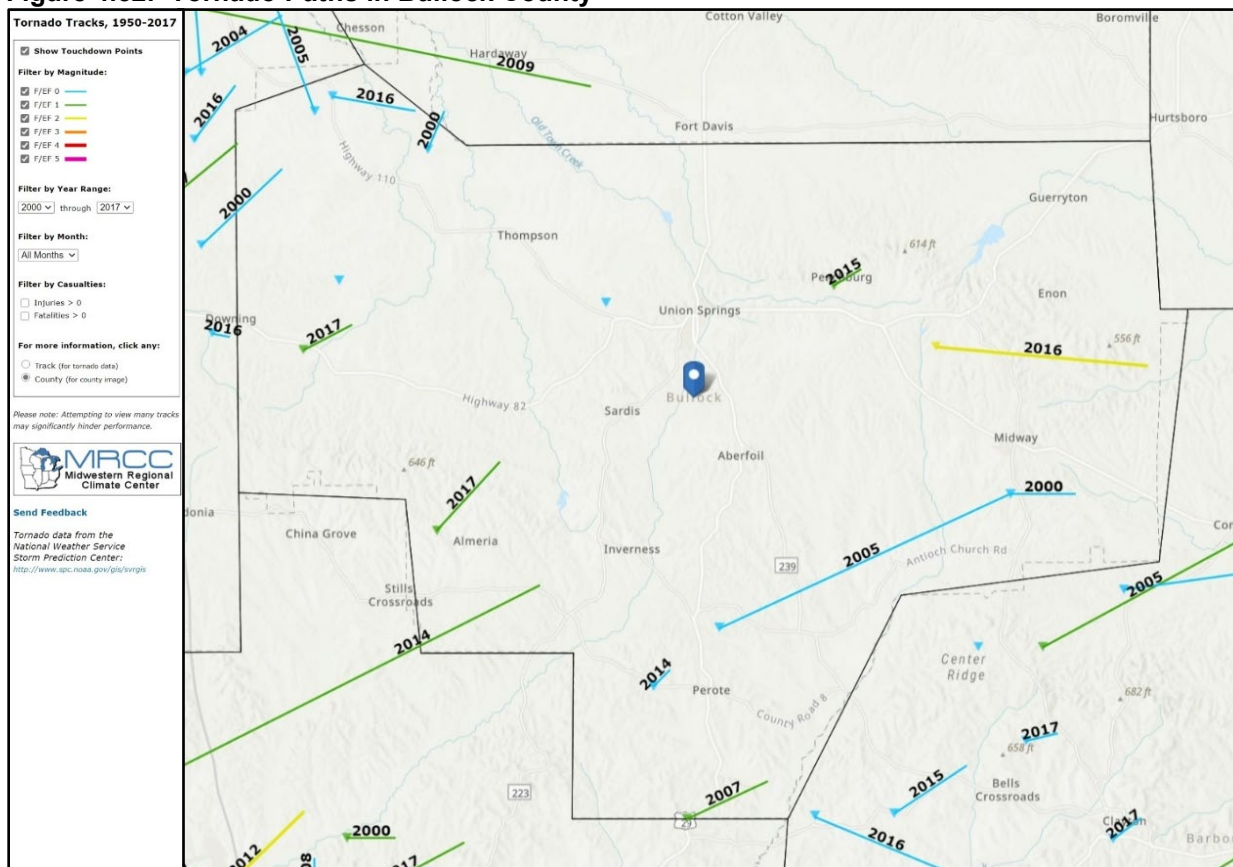 Figure 4.32: Tornado Paths in Bullock County
Tornado Tracks, 1950-2017
Show Touchdown Points
Filter by Magnitude:
F/EF 0
F/EF 1
F/EF 2
F/EF 3
F/EF 4
F/EF 5
Filter by Year Range:
2000 through 2017
Filter by Month:
All Months
Filter by Casualties:
Injuries > 0
Fatalities > 0
For more information, click any:
Track (for tornado data)
County (for county image)
Please note: Attempting to view many tracks
may significantly hinder performance.
MRCC
Midwestern Regional
Climate Center
Send Feedback
Tornado data from the
National Weather Service
Storm Prediction Center:
http://www.spc.noaa.gov/gis/svrgis
Cotton Valley
Boromville
Chesson
2004
2005
Hardaway
2009
2016
2016
2000
Old Town Creek
Fort Davis
Hurtsboro
Highway 110
2000
Guerryton
Thompson
614 ft
2015
Enon
Union Springs
Downing
2016
2017
2016
556 ft
Bullock
Highway 82
Sardis
Midway
Aberfoil
646 ft
2017
2000
China Grove
Almeria
Inverness
2005
Antioch Church Rd
239
Stills
Crossroads
2005
2014
2014
Center
Ridge
Perote
County Road 8
682 ft
2017
658 ft
2007
2015
Bells
Crossroads
223
29
2000
2016
2017
2012